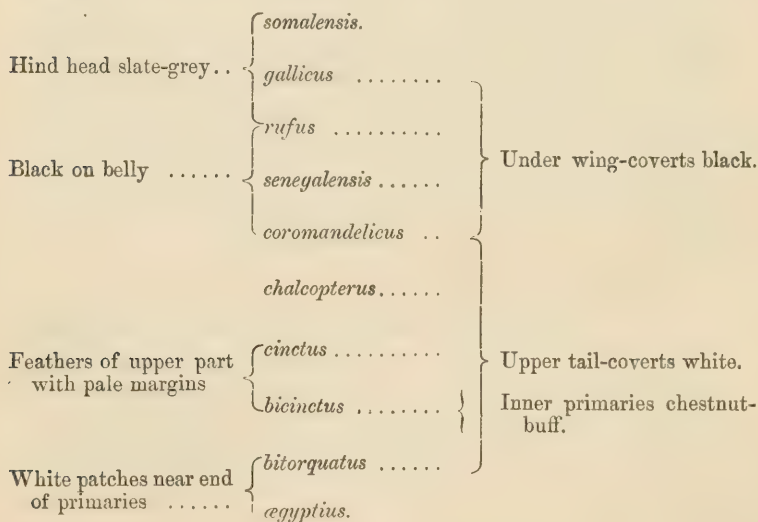 somalensis.
Hind head slate-grey..
gallicus ........
rufus ..........
Under wing-coverts black.
Black on belly ......
senegalensis ......
coromandelicus ..
chalcopterus ......
Feathers of upper part
with pale margins
cinctus ..........
Upper tail-coverts white.
bicinctus ........
Inner primaries chestnut-
buff.
White patches near end
of primaries ......
bitorquatus ......
ægyptius.